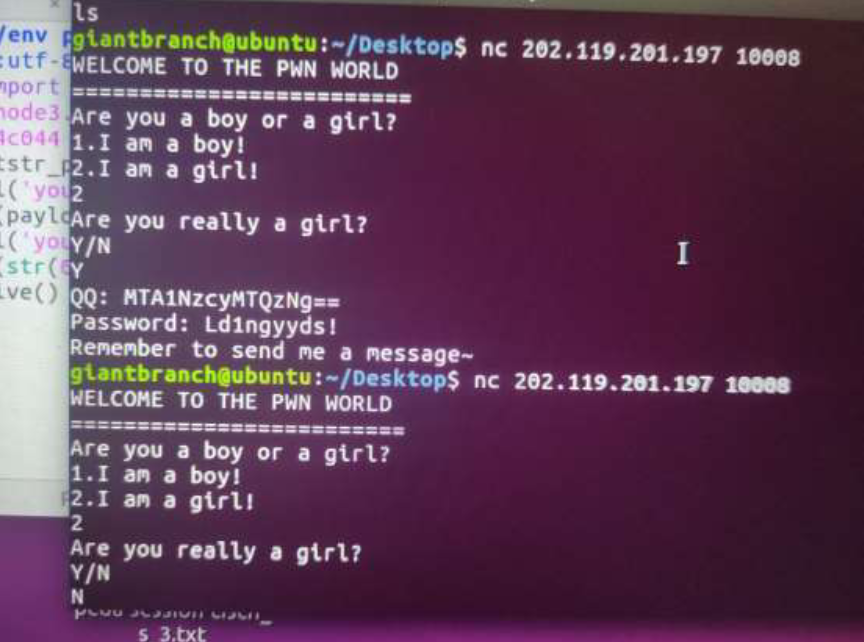 ls
giantbranch@ubuntu:~/Desktop$ nc 202.119.201.197 10008
WELCOME TO THE PWN WORLD
=========================
Are you a boy or a girl?
1.I am a boy!
2.I am a girl!
2
Are you really a girl?
Y/N
Y
QQ: MTA1NzcyMTQzNg==
Password: Ld1ngyyds!
Remember to send me a message~
giantbranch@ubuntu:~/Desktop$ nc 202.119.201.197 10008
WELCOME TO THE PWN WORLD
=========================
Are you a boy or a girl?
1.I am a boy!
2.I am a girl!
2
Are you really a girl?
Y/N
N
/env
:utf-8
mport
node3.
4c044
tstr_p
l('you
(paylo
l('you
(str(
ive()
s 3.txt